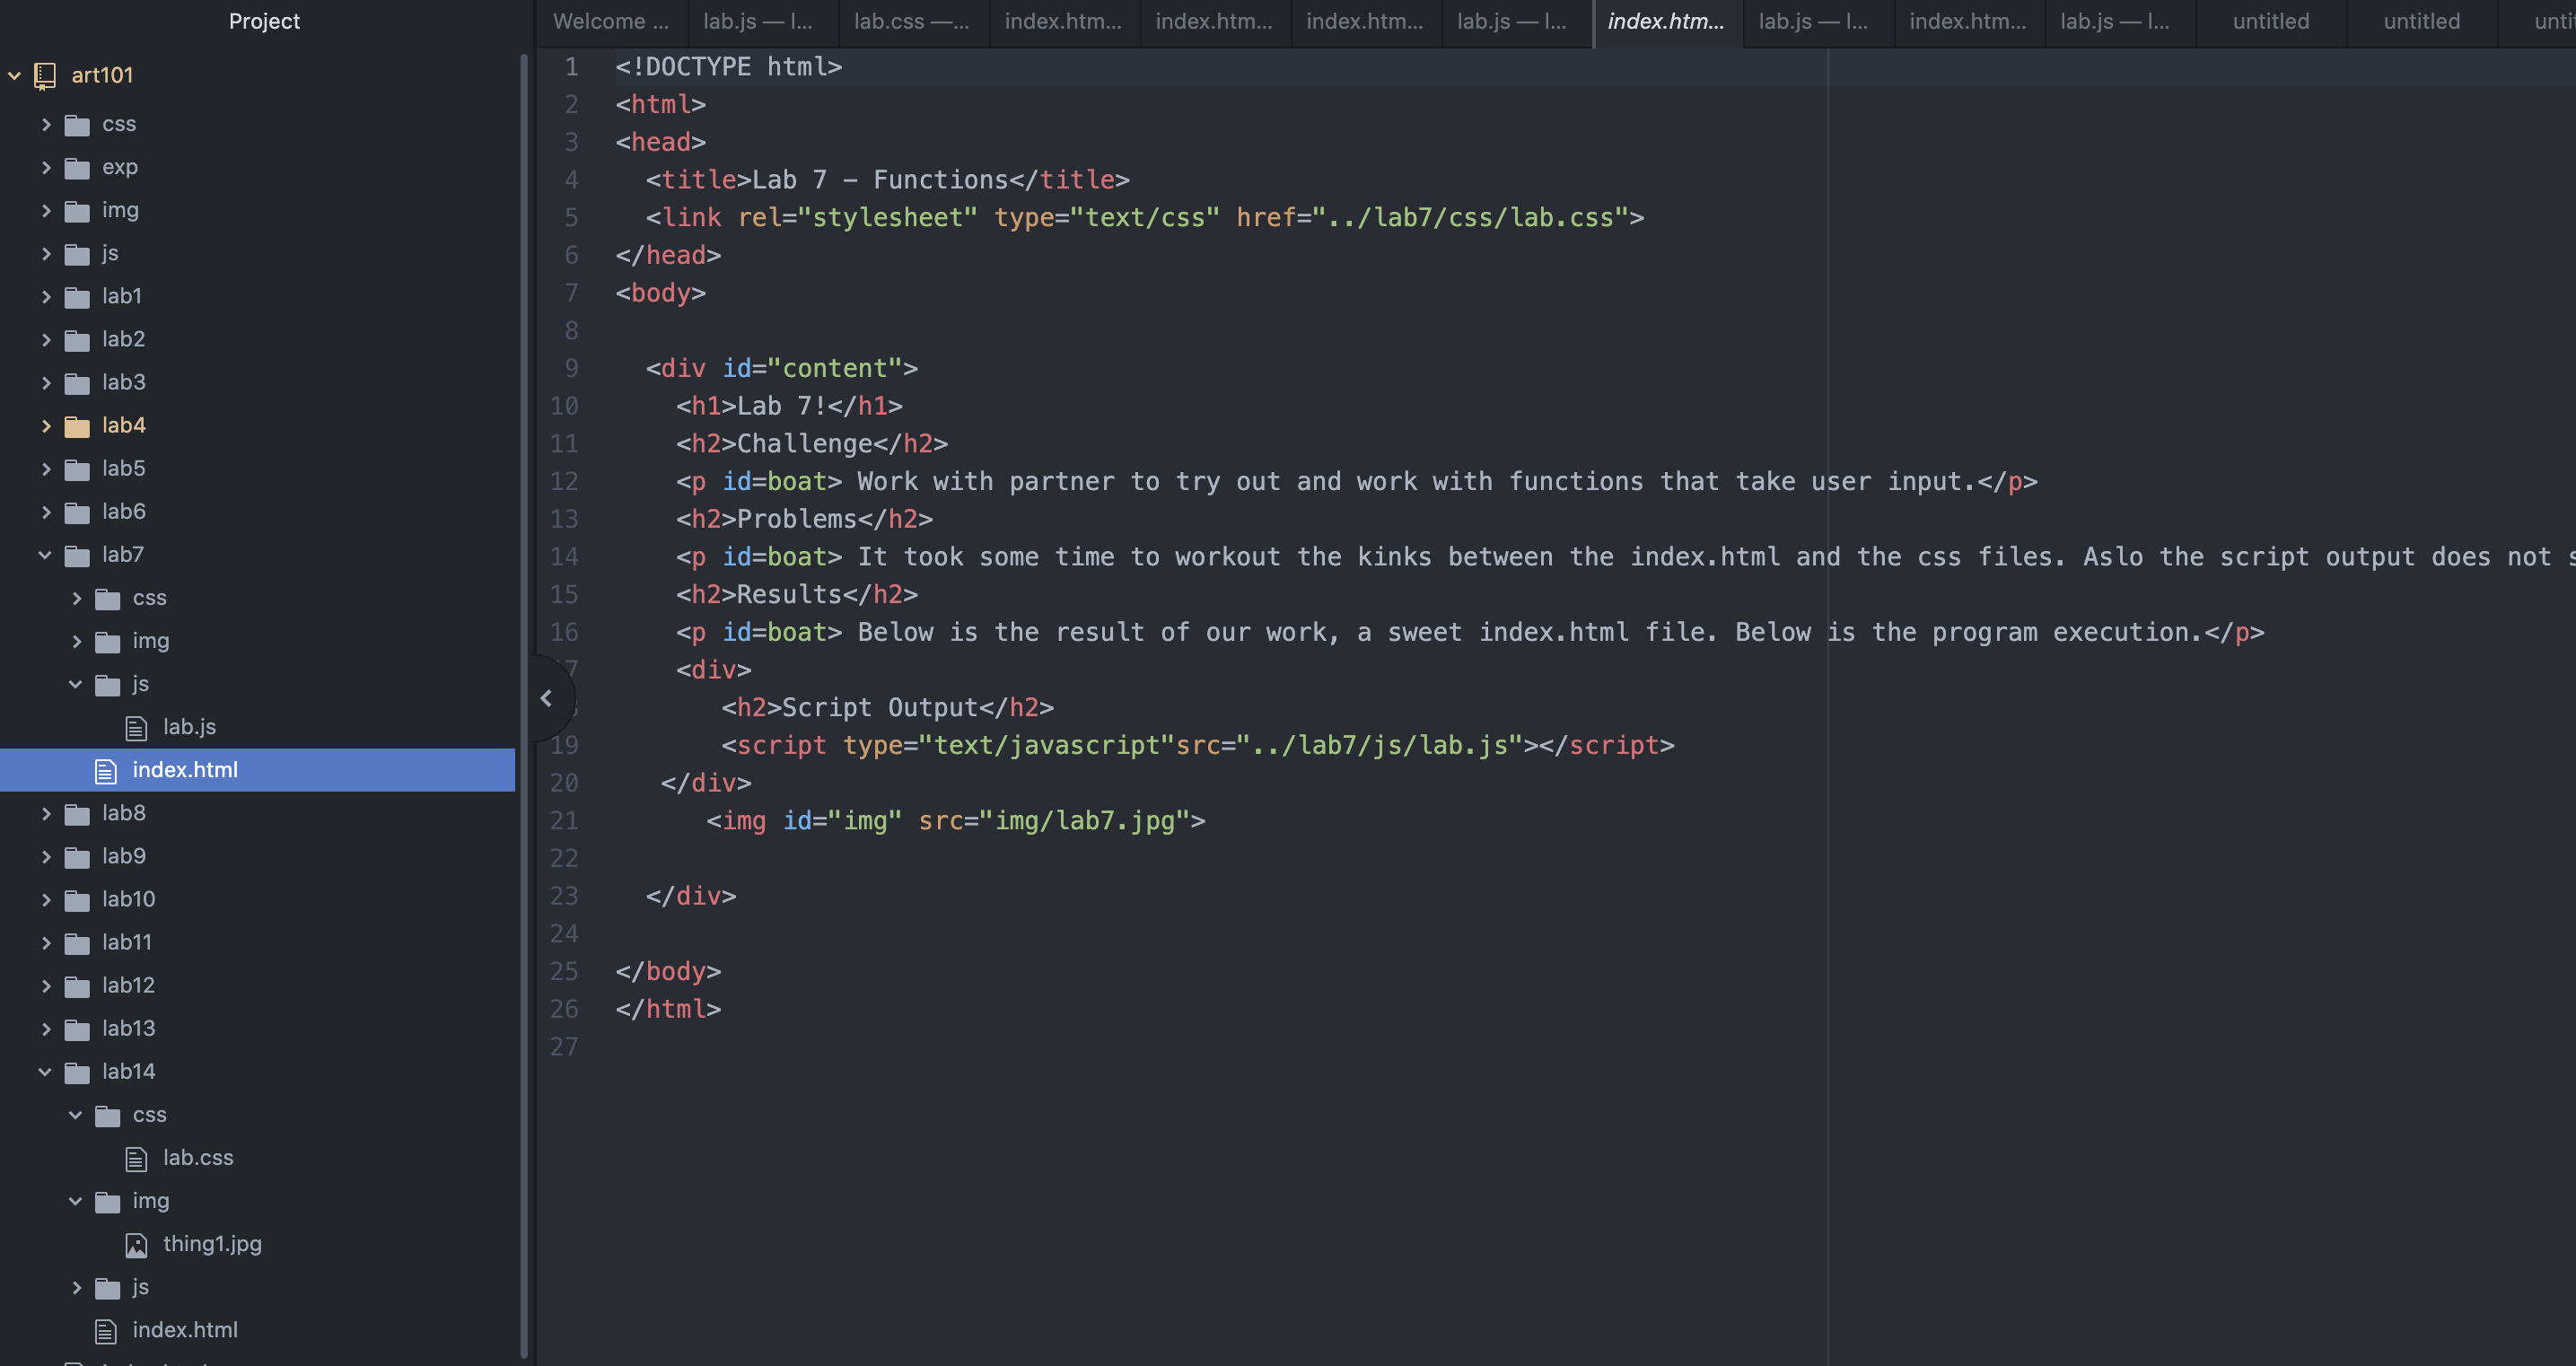 Project
art101
css
exp
img
js
lab1
lab2
lab3
lab4
lab5
lab6
lab7
css
img
js
lab.js
index.html
lab8
lab9
lab10
lab11
lab12
lab13
lab14
css
lab.css
img
thing1.jpg
js
index.html
Welcome ... lab.js — l... lab.css —... index.htm... index.htm... index.htm... lab.js — l... index.htm... lab.js — l... index.htm... lab.js — l... untitled untitled unti
1 <!DOCTYPE html>
2 <html>
3 <head>
4 <title>Lab 7 – Functions</title>
5 <link rel="stylesheet" type="text/css" href="../lab7/css/lab.css">
6 </head>
7 <body>
8
9 <div id="content">
10 <h1>Lab 7!</h1>
11 <h2>Challenge</h2>
12 <p id=boat> Work with partner to try out and work with functions that take user input.</p>
13 <h2>Problems</h2>
14 <p id=boat> It took some time to workout the kinks between the index.html and the css files. Aslo the script output does not s
15 <h2>Results</h2>
16 <p id=boat> Below is the result of our work, a sweet index.html file. Below is the program execution.</p>
7 <div>
<h2>Script Output</h2>
19 <script type="text/javascript"src="../lab7/js/lab.js"></script>
20 </div>
21 <img id="img" src="img/lab7.jpg">
22
23 </div>
24
25 </body>
26 </html>
27